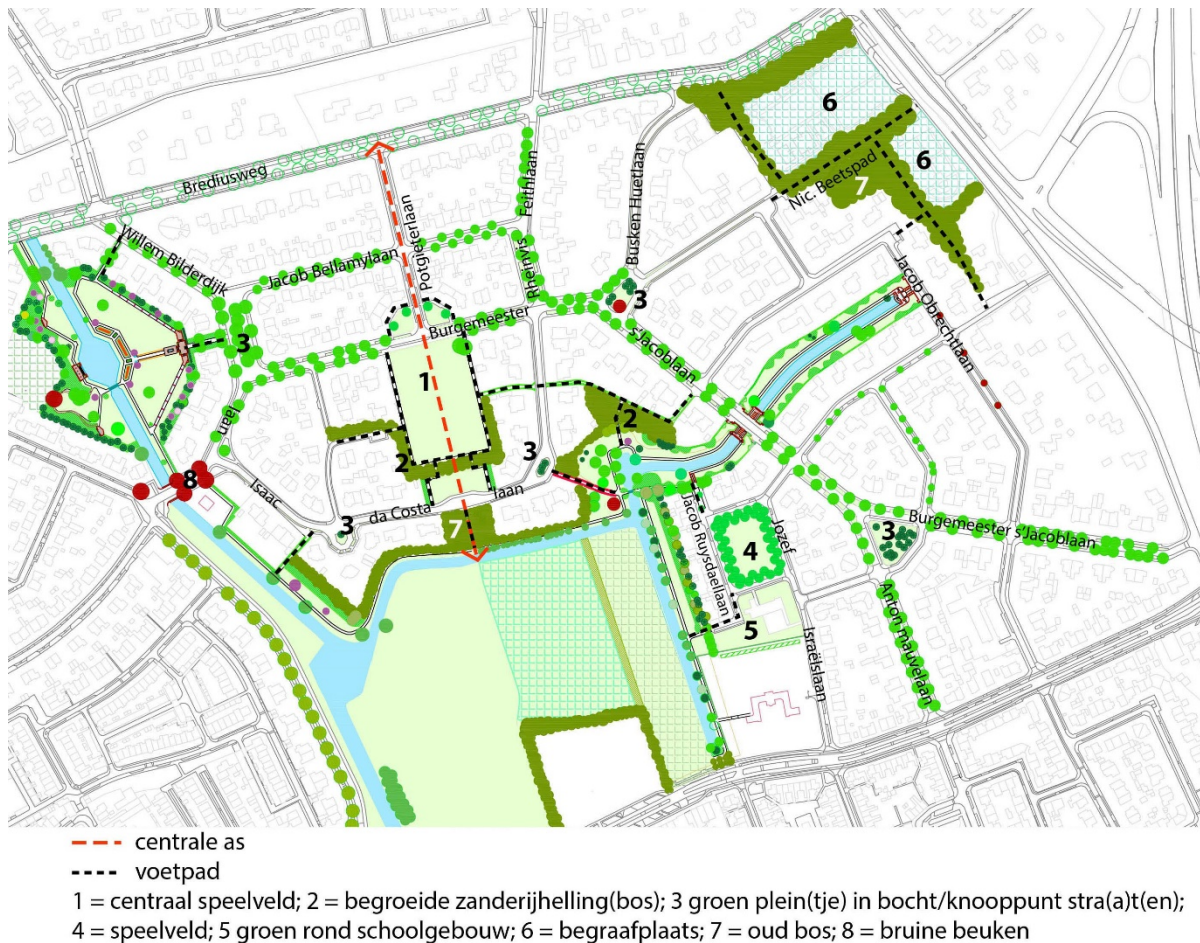 6
6
7
Nic. Beetspad
Brediusweg
Feithlaan
Rheinvis
Busken Huetlaan
Potgieterlaan
Willem Bilderdijk
laan
Jacob Bellamylaan
3
3
Burgemeester
s'Jacoblaan
Jacob Obrechtlaan
1
2
2
3
Isaac
da Costa
laan
8
3
7
Jacob Ruysdaellaan
4
Jozef
Israëlslaan
3
Burgemeester s'Jacoblaan
Anton mauvelaan
5
centrale as
voetpad
1 = centraal speelveld; 2 = begroeide zanderijhelling(bos); 3 groen plein(tje) in bocht/knooppunt stra(a)t(en);
4 = speelveld; 5 groen rond schoolgebouw; 6 = begraafplaats; 7 = oud bos; 8 = bruine beuken